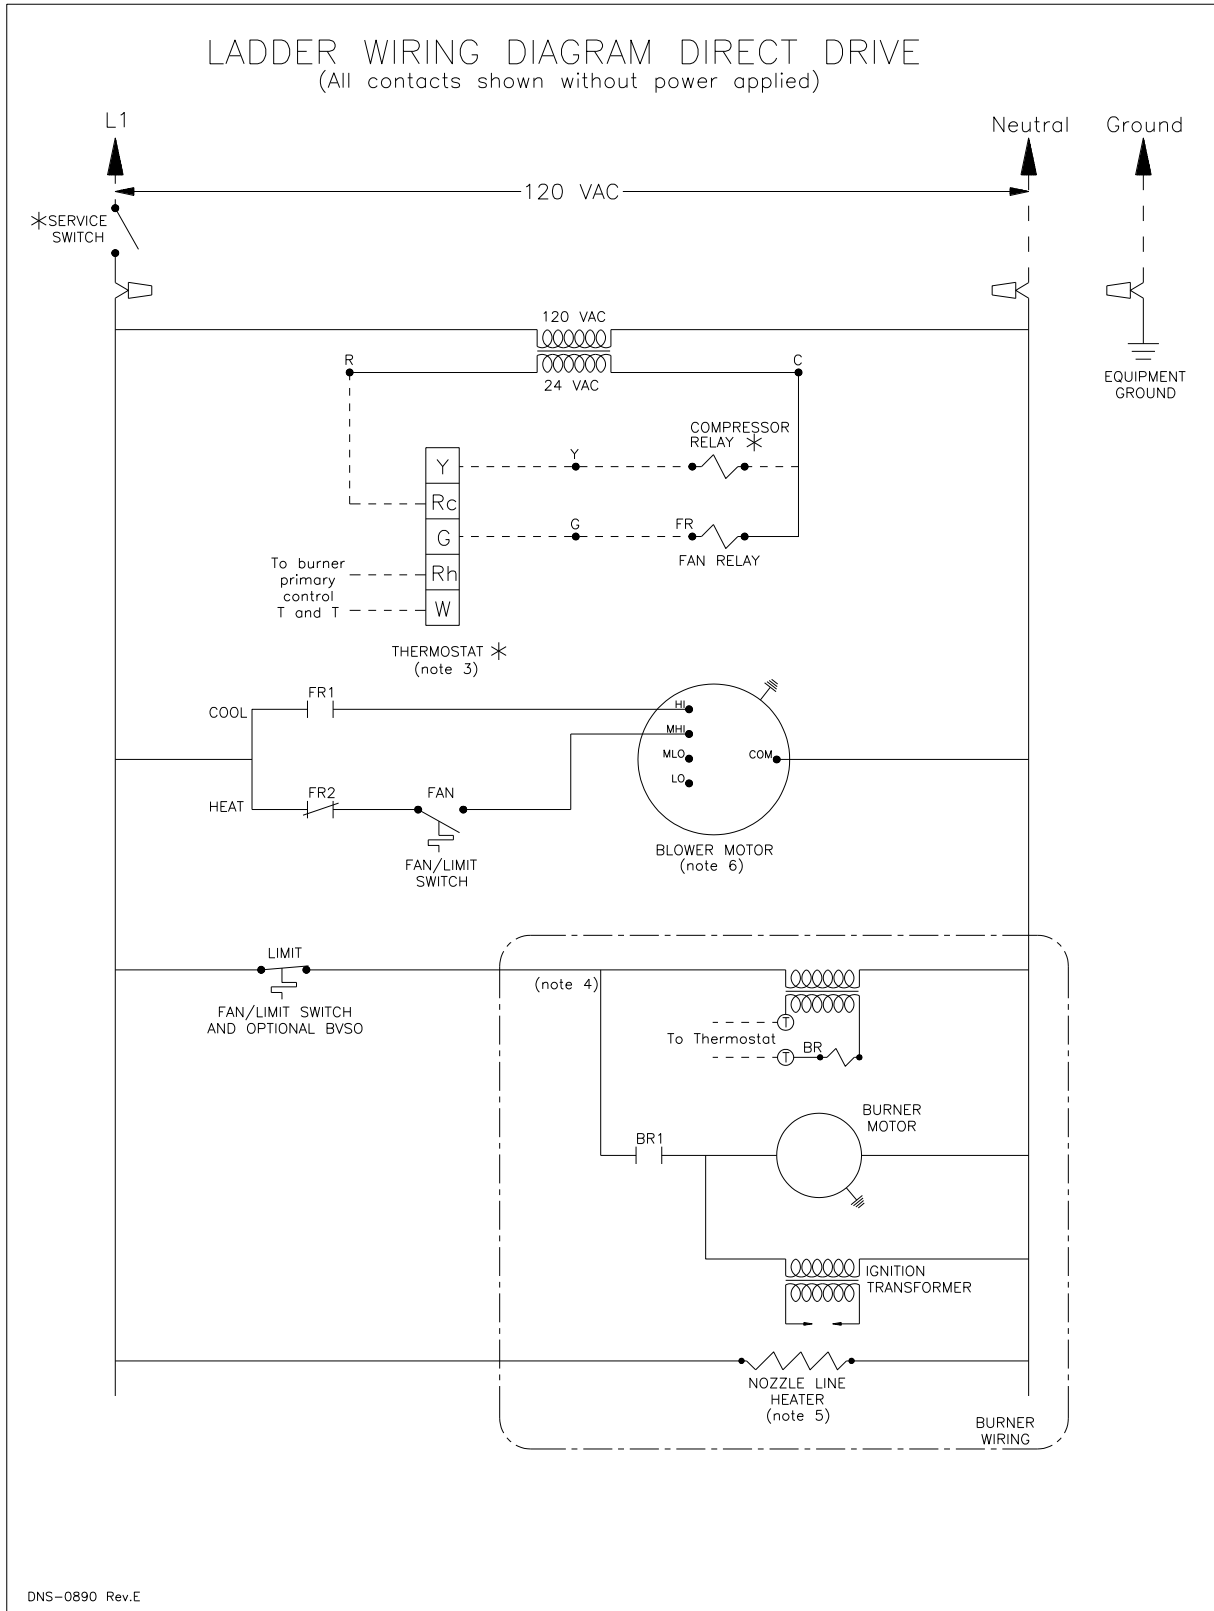 LADDER WIRING DIAGRAM DIRECT DRIVE
(All contacts shown without power applied)
L1
Neutral
Ground
120 VAC
*SERVICE
SWITCH
120 VAC
24 VAC
R
C
EQUIPMENT
GROUND
COMPRESSOR
RELAY *
Y
Y
Rc
G
G
FR
FAN RELAY
Rh
W
To burner
primary
control
T and T
THERMOSTAT *
(note 3)
COOL
FR1
HI
MHI
MLO
LO
COM
HEAT
FR2
FAN
FAN/LIMIT
SWITCH
BLOWER MOTOR
(note 6)
LIMIT
FAN/LIMIT SWITCH
AND OPTIONAL BVSO
(note 4)
T
To Thermostat
T
BR
BURNER
MOTOR
BR1
IGNITION
TRANSFORMER
NOZZLE LINE
HEATER
(note 5)
BURNER
WIRING
DNS-0890 Rev.E